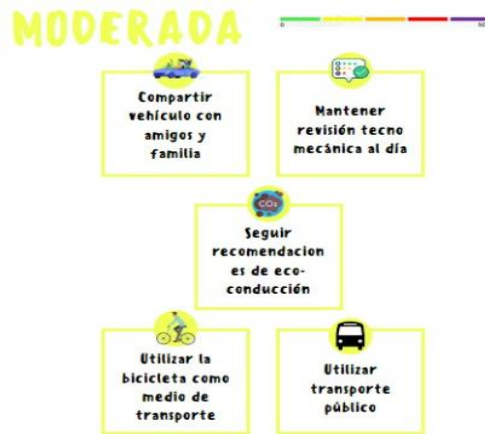 MODERADA
Compartir
vehículo con
amigos y
familia
Mantener
revisión tecno
mecánica al día
CO₂
Seguir
recomendacion
es de eco-
conducción
Utilizar la
bicicleta como
medio de
transporte
Utilizar
transporte
público